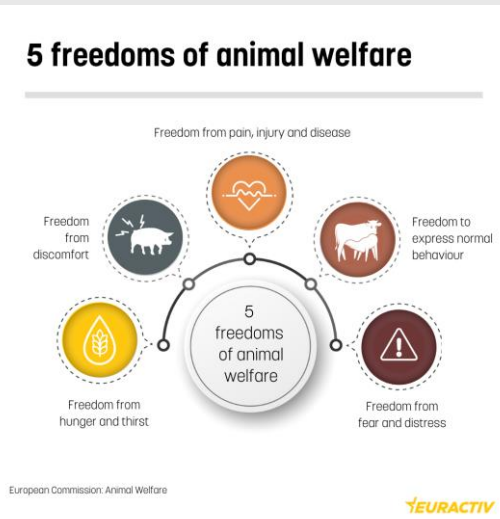 5 freedoms of animal welfare
Freedom from pain, injury and disease
Freedom
from
discomfort
Freedom to
express normal
behaviour
5
freedoms
of animal
welfare
Freedom from
hunger and thirst
Freedom from
fear and distress
European Commission: Animal Welfare
EURACTIV